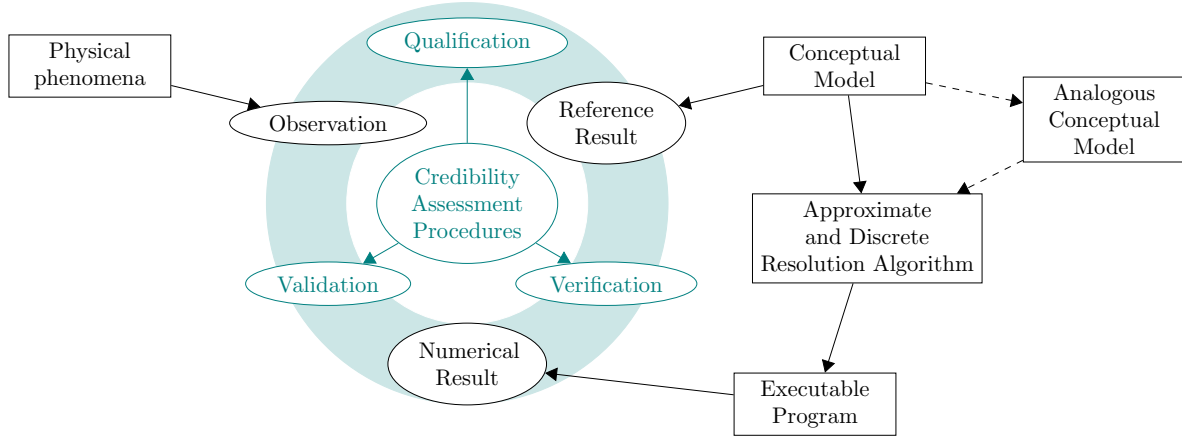 Physical
phenomena
Qualification
Conceptual
Model
Observation
Reference
Result
Analogous
Conceptual
Model
Credibility
Assessment
Procedures
Approximate
and Discrete
Resolution Algorithm
Validation
Verification
Numerical
Result
Executable
Program